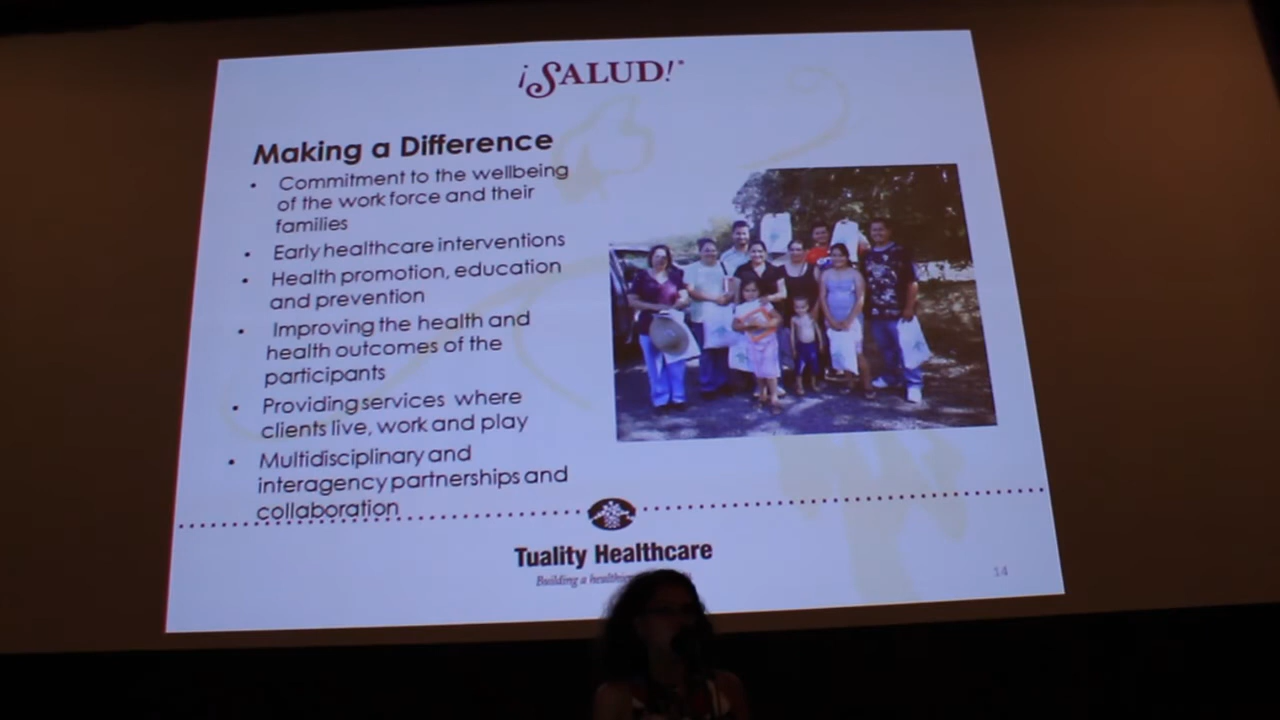 ¡SALUD!
Making a Difference
• Commitment to the wellbeing
of the work force and their
families
• Early healthcare interventions
• Health promotion, education
and prevention
• Improving the health and
health outcomes of the
participants
• Providing services where
clients live, work and play
• Multidisciplinary and
interagency partnerships and
collaboration
Tuality Healthcare
Building a
14